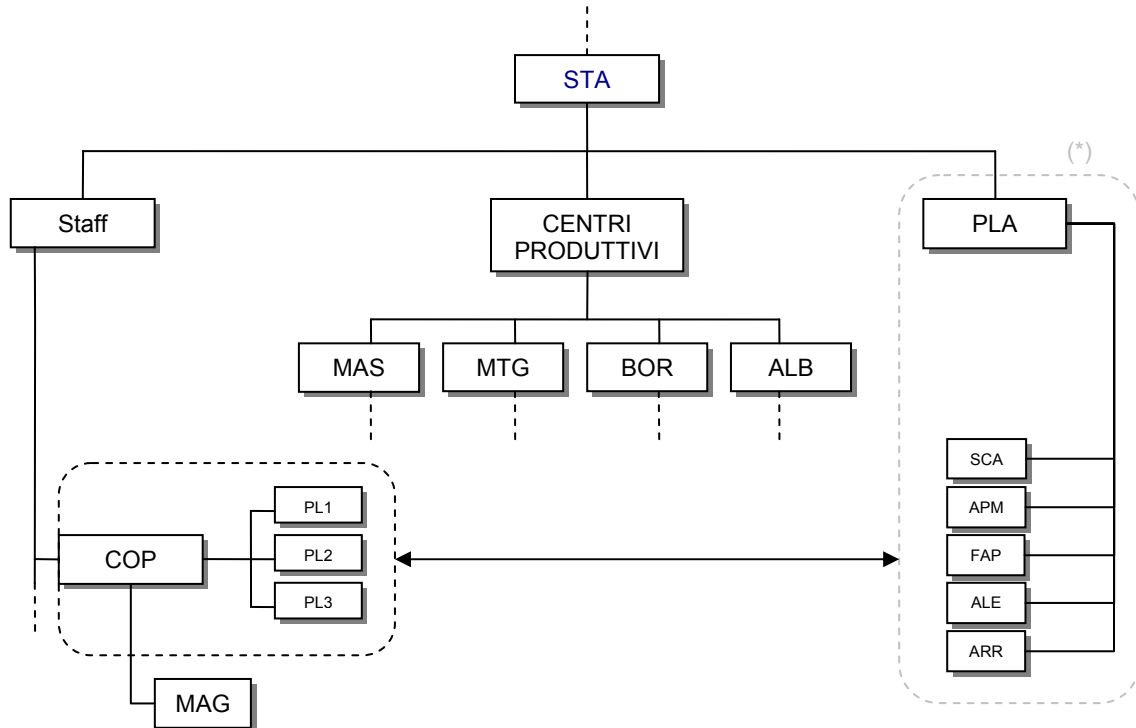 STA
(*)
Staff
CENTRI
PRODUTTIVI
PLA
MAS
MTG
BOR
ALB
SCA
APM
FAP
ALE
ARR
PL1
PL2
PL3
COP
MAG